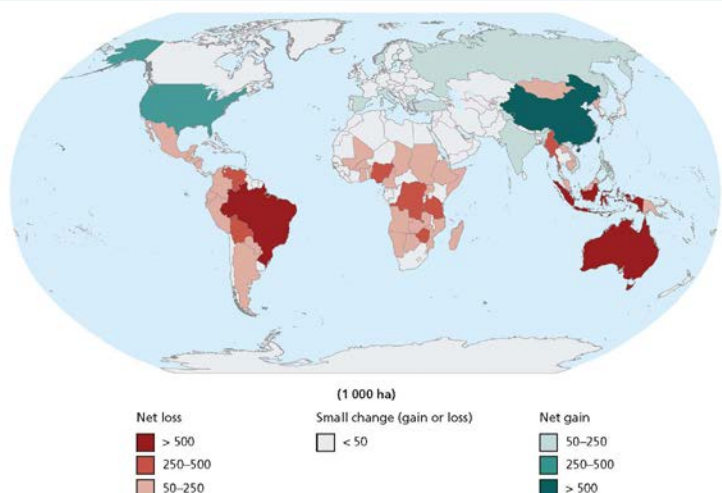 (1 000 ha)
Net loss
> 500
250–500
50–250
Small change (gain or loss)
< 50
Net gain
50–250
250–500
> 500